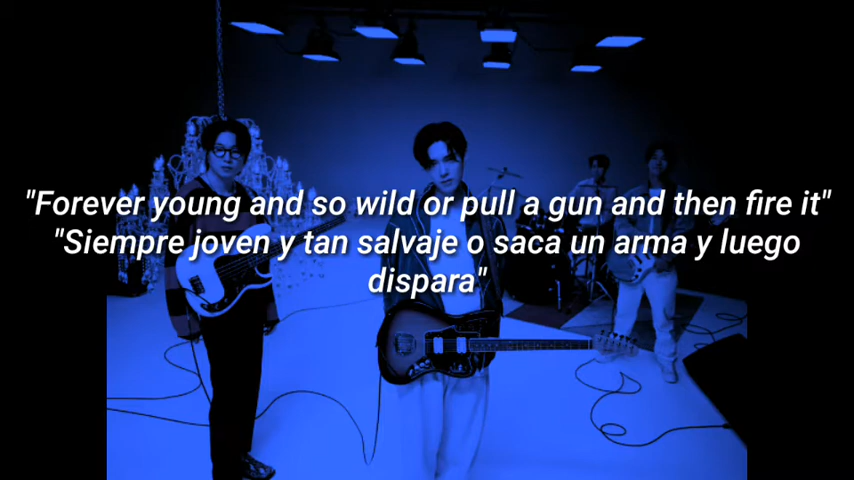 "Forever young and so wild or pull a gun and then fire it"
"Siempre joven y tan salvaje o saca un arma y luego
dispara"